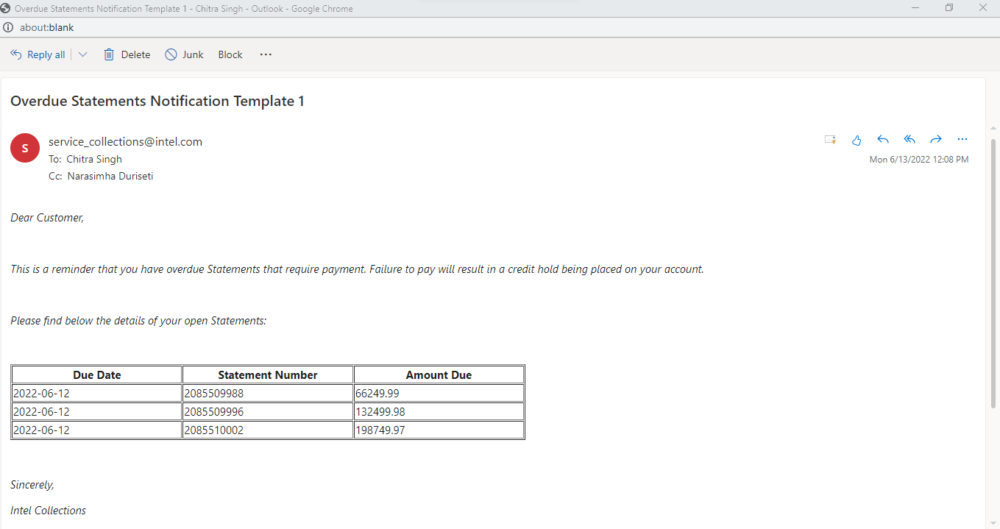 Overdue Statements Notification Template 1 - Chitra Singh - Outlook - Google Chrome
about:blank
Reply all Delete Junk Block ...
Overdue Statements Notification Template 1
S
service_collections@intel.com
To: Chitra Singh
Mon 6/13/2022 12:08 PM
Cc: Narasimha Duriseti
Dear Customer,
This is a reminder that you have overdue Statements that require payment. Failure to pay will result in a credit hold being placed on your account.
Please find below the details of your open Statements:
Due Date Statement Number Amount Due
2022-06-12 2085509988 66249.99
2022-06-12 2085509996 132499.98
2022-06-12 2085510002 198749.97
Sincerely,
Intel Collections